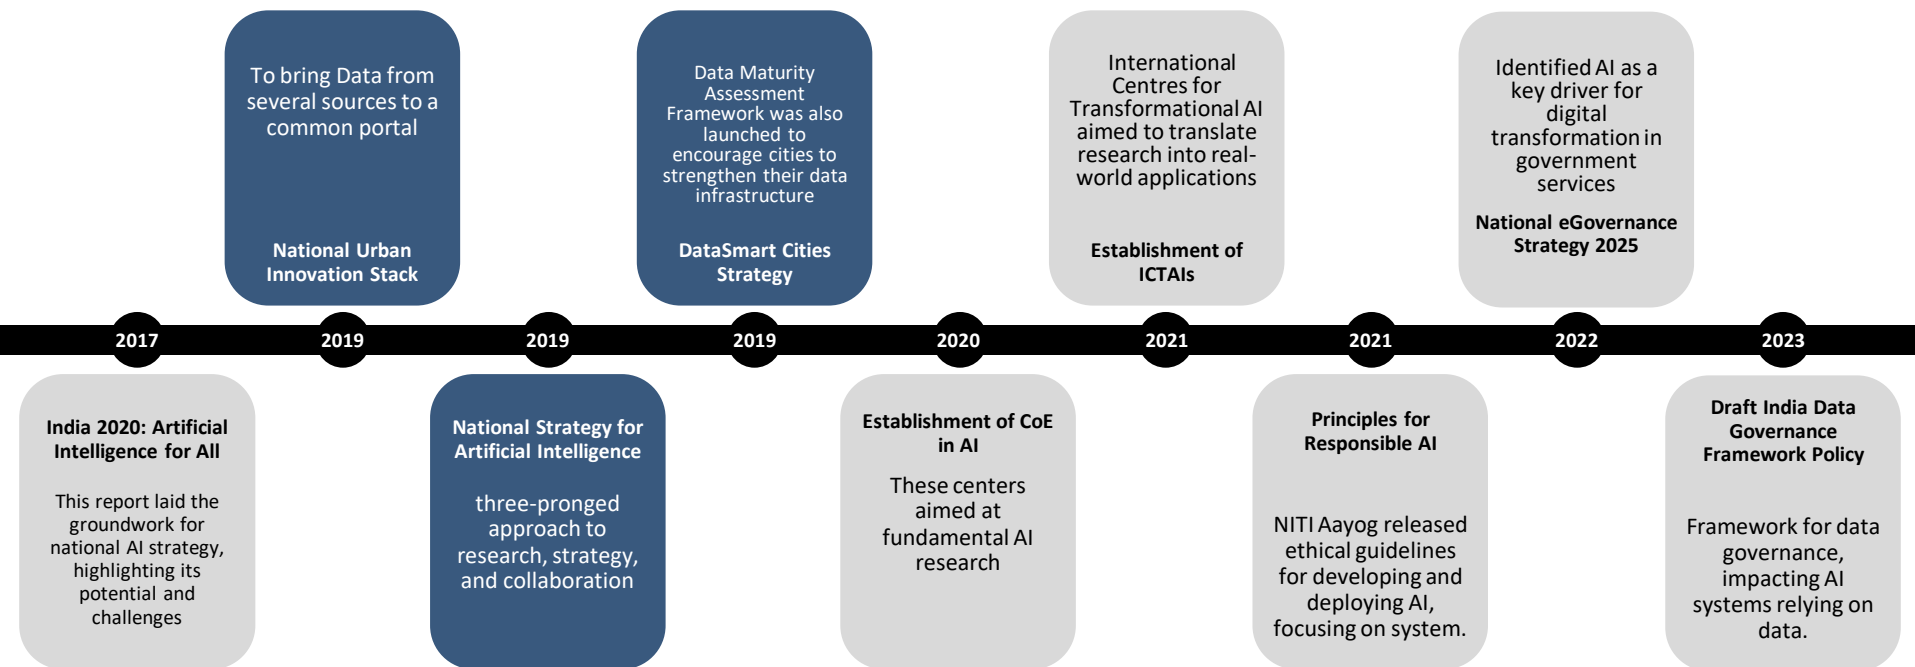 To bring Data from
several sources to a
common portal
National Urban
Innovation Stack
Data Maturity
Assessment
Framework was also
launched to
encourage cities to
strengthen their data
infrastructure
DataSmart Cities
Strategy
International
Centres for
Transformational AI
aimed to translate
research into real-
world applications
Establishment of
ICTAIs
Identified AI as a
key driver for
digital
transformation in
government
services
National eGovernance
Strategy 2025
2017
2019
2019
2019
2020
2021
2021
2022
2023
India 2020: Artificial
Intelligence for All
This report laid the
groundwork for
national AI strategy,
highlighting its
potential and
challenges
National Strategy for
Artificial Intelligence
three-pronged
approach to
research, strategy,
and collaboration
Establishment of CoE
in AI
These centers
aimed at
fundamental AI
research
Principles for
Responsible AI
NITI Aayog released
ethical guidelines
for developing and
deploying AI,
focusing on system.
Draft India Data
Governance
Framework Policy
Framework for data
governance,
impacting AI
systems relying on
data.